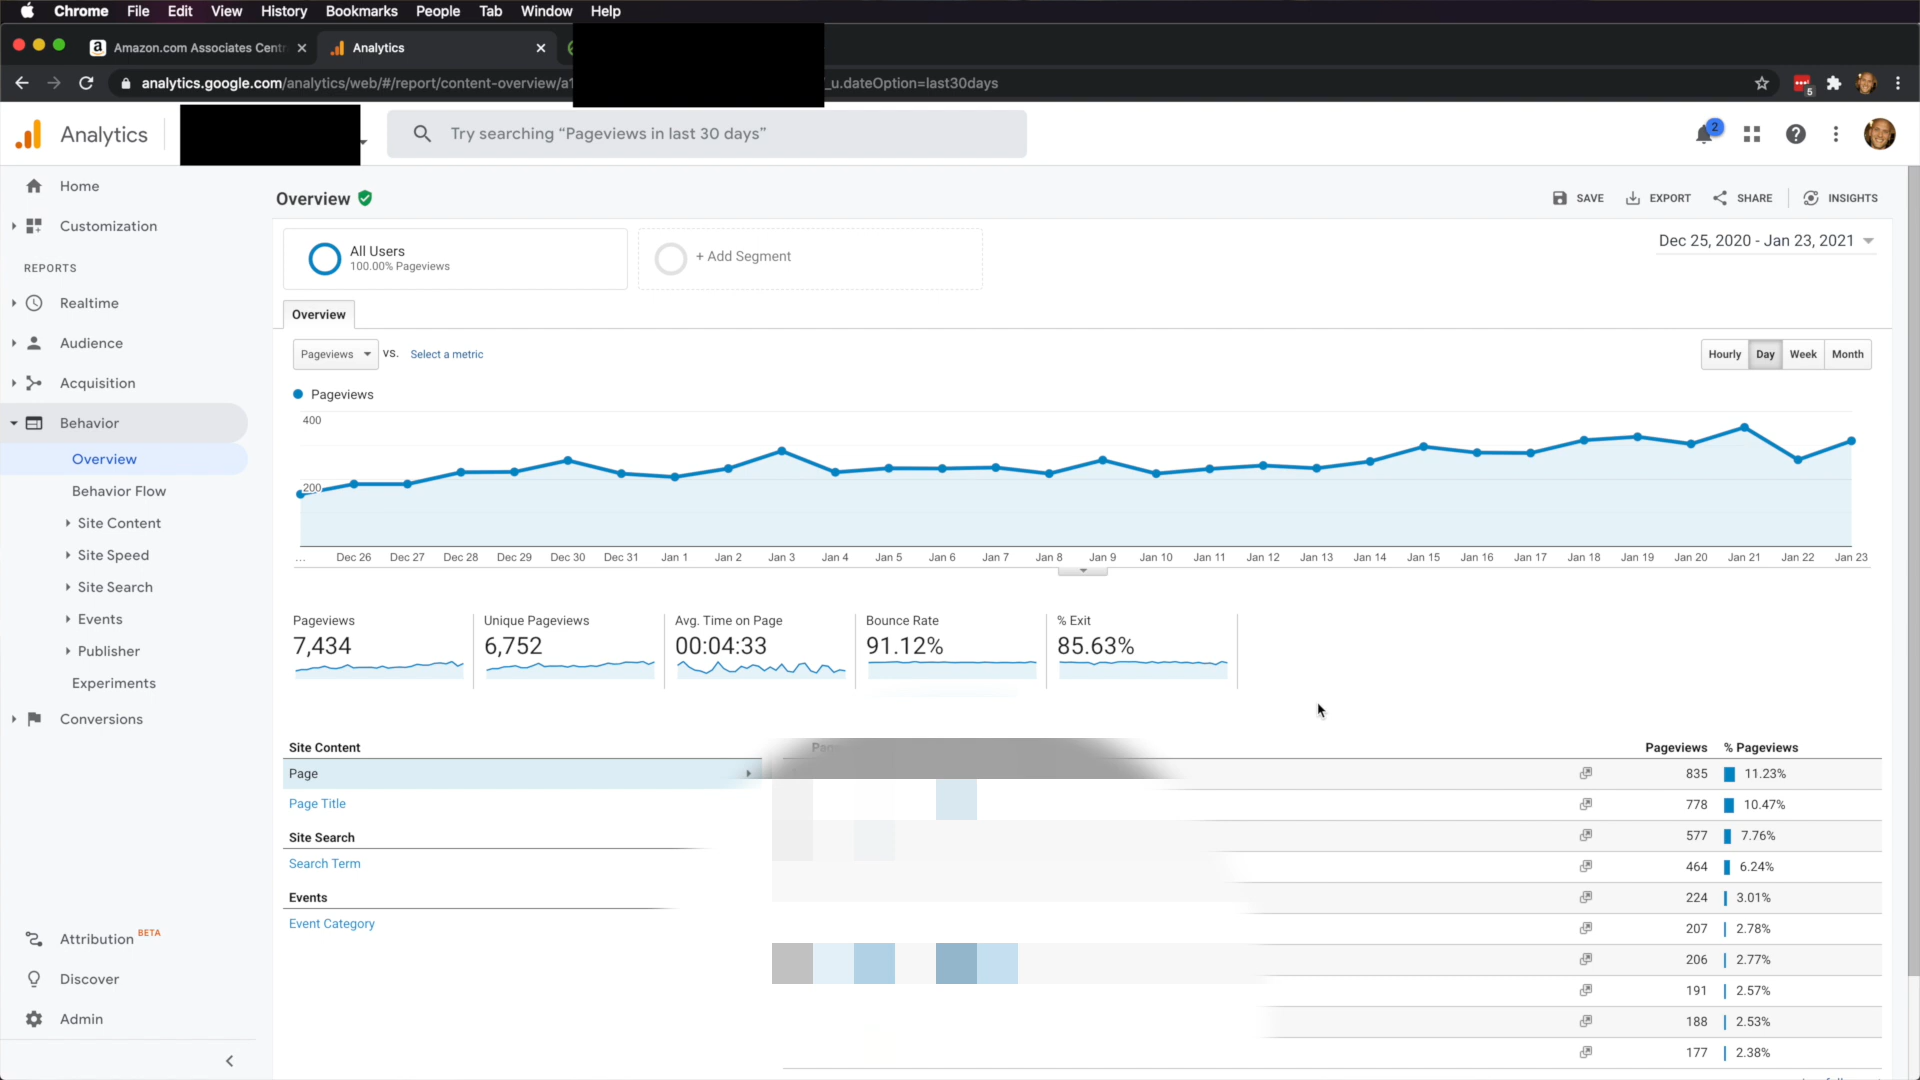 Chrome File Edit View History Bookmarks People Tab Window Help
Amazon.com Associates Centr
Analytics
analytics.google.com/analytics/web/#/report/content-overview/a1
_u.dateOption=last30days
5
Analytics
Try searching “Pageviews in last 30 days”
2
Home
Customization
REPORTS
Realtime
Audience
Acquisition
Behavior
Overview
Behavior Flow
Site Content
Site Speed
Site Search
Events
Publisher
Experiments
Conversions
Attribution BETA
Discover
Admin
Overview
SAVE EXPORT SHARE INSIGHTS
All Users
100.00% Pageviews
+ Add Segment
Dec 25, 2020 - Jan 23, 2021
Overview
Pageviews VS. Select a metric
Hourly Day Week Month
Pageviews
400
200
... Dec 26 Dec 27 Dec 28 Dec 29 Dec 30 Dec 31 Jan 1 Jan 2 Jan 3 Jan 4 Jan 5 Jan 6 Jan 7 Jan 8 Jan 9 Jan 10 Jan 11 Jan 12 Jan 13 Jan 14 Jan 15 Jan 16 Jan 17 Jan 18 Jan 19 Jan 20 Jan 21 Jan 22 Jan 23
Pageviews Unique Pageviews Avg. Time on Page Bounce Rate % Exit
7,434 6,752 00:04:33 91.12% 85.63%
Site Content
Page
Page Title
Site Search
Search Term
Events
Event Category
Pageviews % Pageviews
835 11.23%
778 10.47%
577 7.76%
464 6.24%
224 3.01%
207 2.78%
206 2.77%
191 2.57%
188 2.53%
177 2.38%